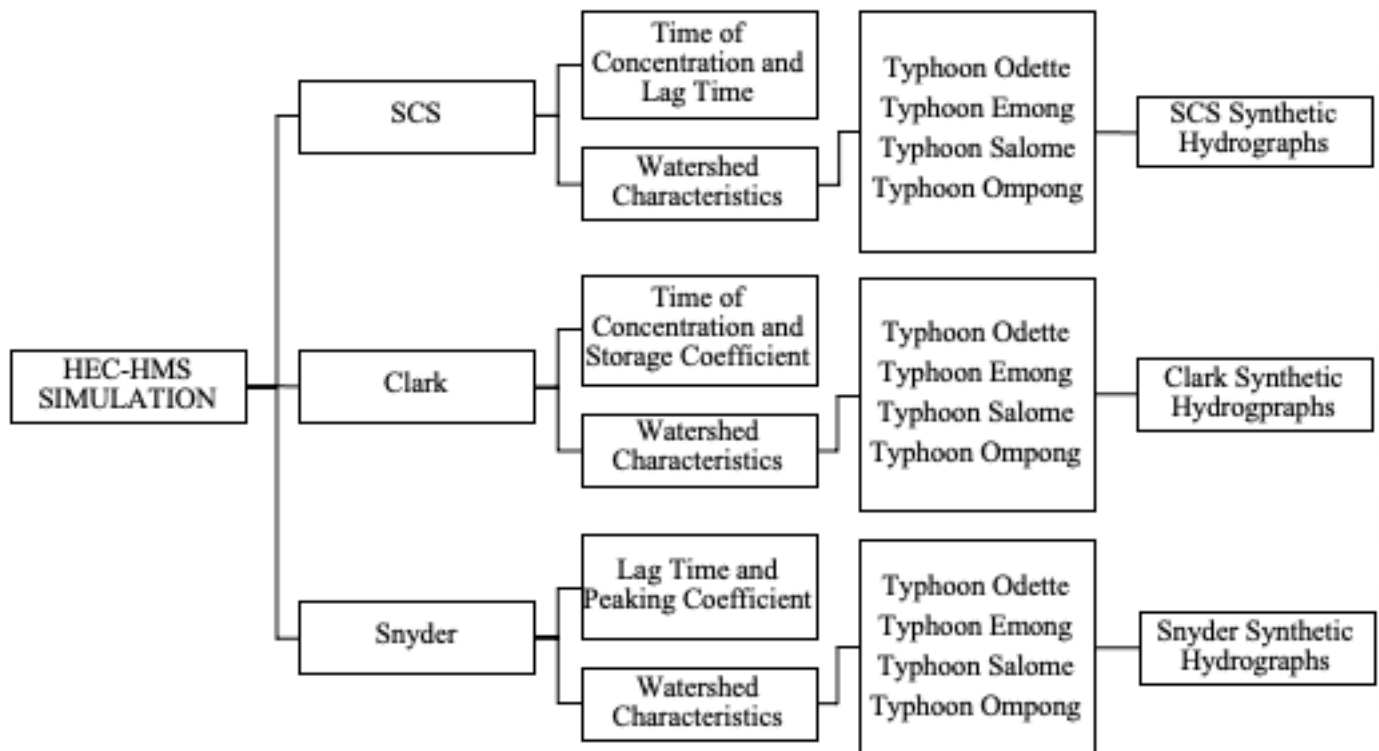 HEC-HMS
SIMULATION
SCS
Time of
Concentration and
Lag Time
Watershed
Characteristics
Typhoon Odette
Typhoon Emong
Typhoon Salome
Typhoon Ompong
SCS Synthetic
Hydrographs
Clark
Time of
Concentration and
Storage Coefficient
Watershed
Characteristics
Typhoon Odette
Typhoon Emong
Typhoon Salome
Typhoon Ompong
Clark Synthetic
Hydrogpraphs
Snyder
Lag Time and
Peaking Coefficient
Watershed
Characteristics
Typhoon Odette
Typhoon Emong
Typhoon Salome
Typhoon Ompong
Snyder Synthetic
Hydrographs